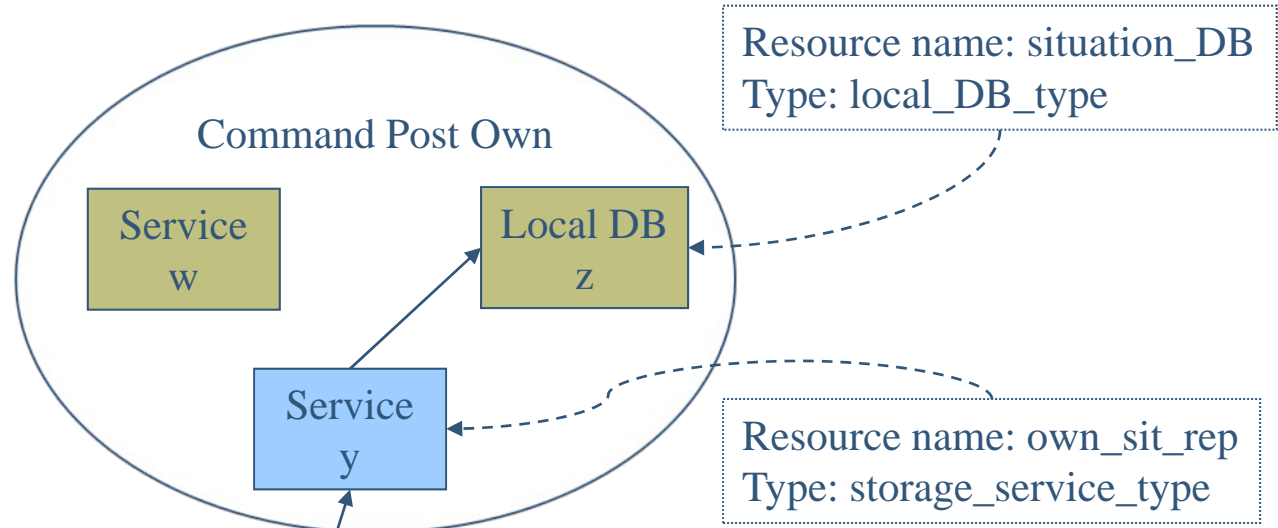 Resource name: situation_DB
Type: local_DB_type
Command Post Own
Service
w
Local DB
z
Service
y
Resource name: own_sit_rep
Type: storage_service_type